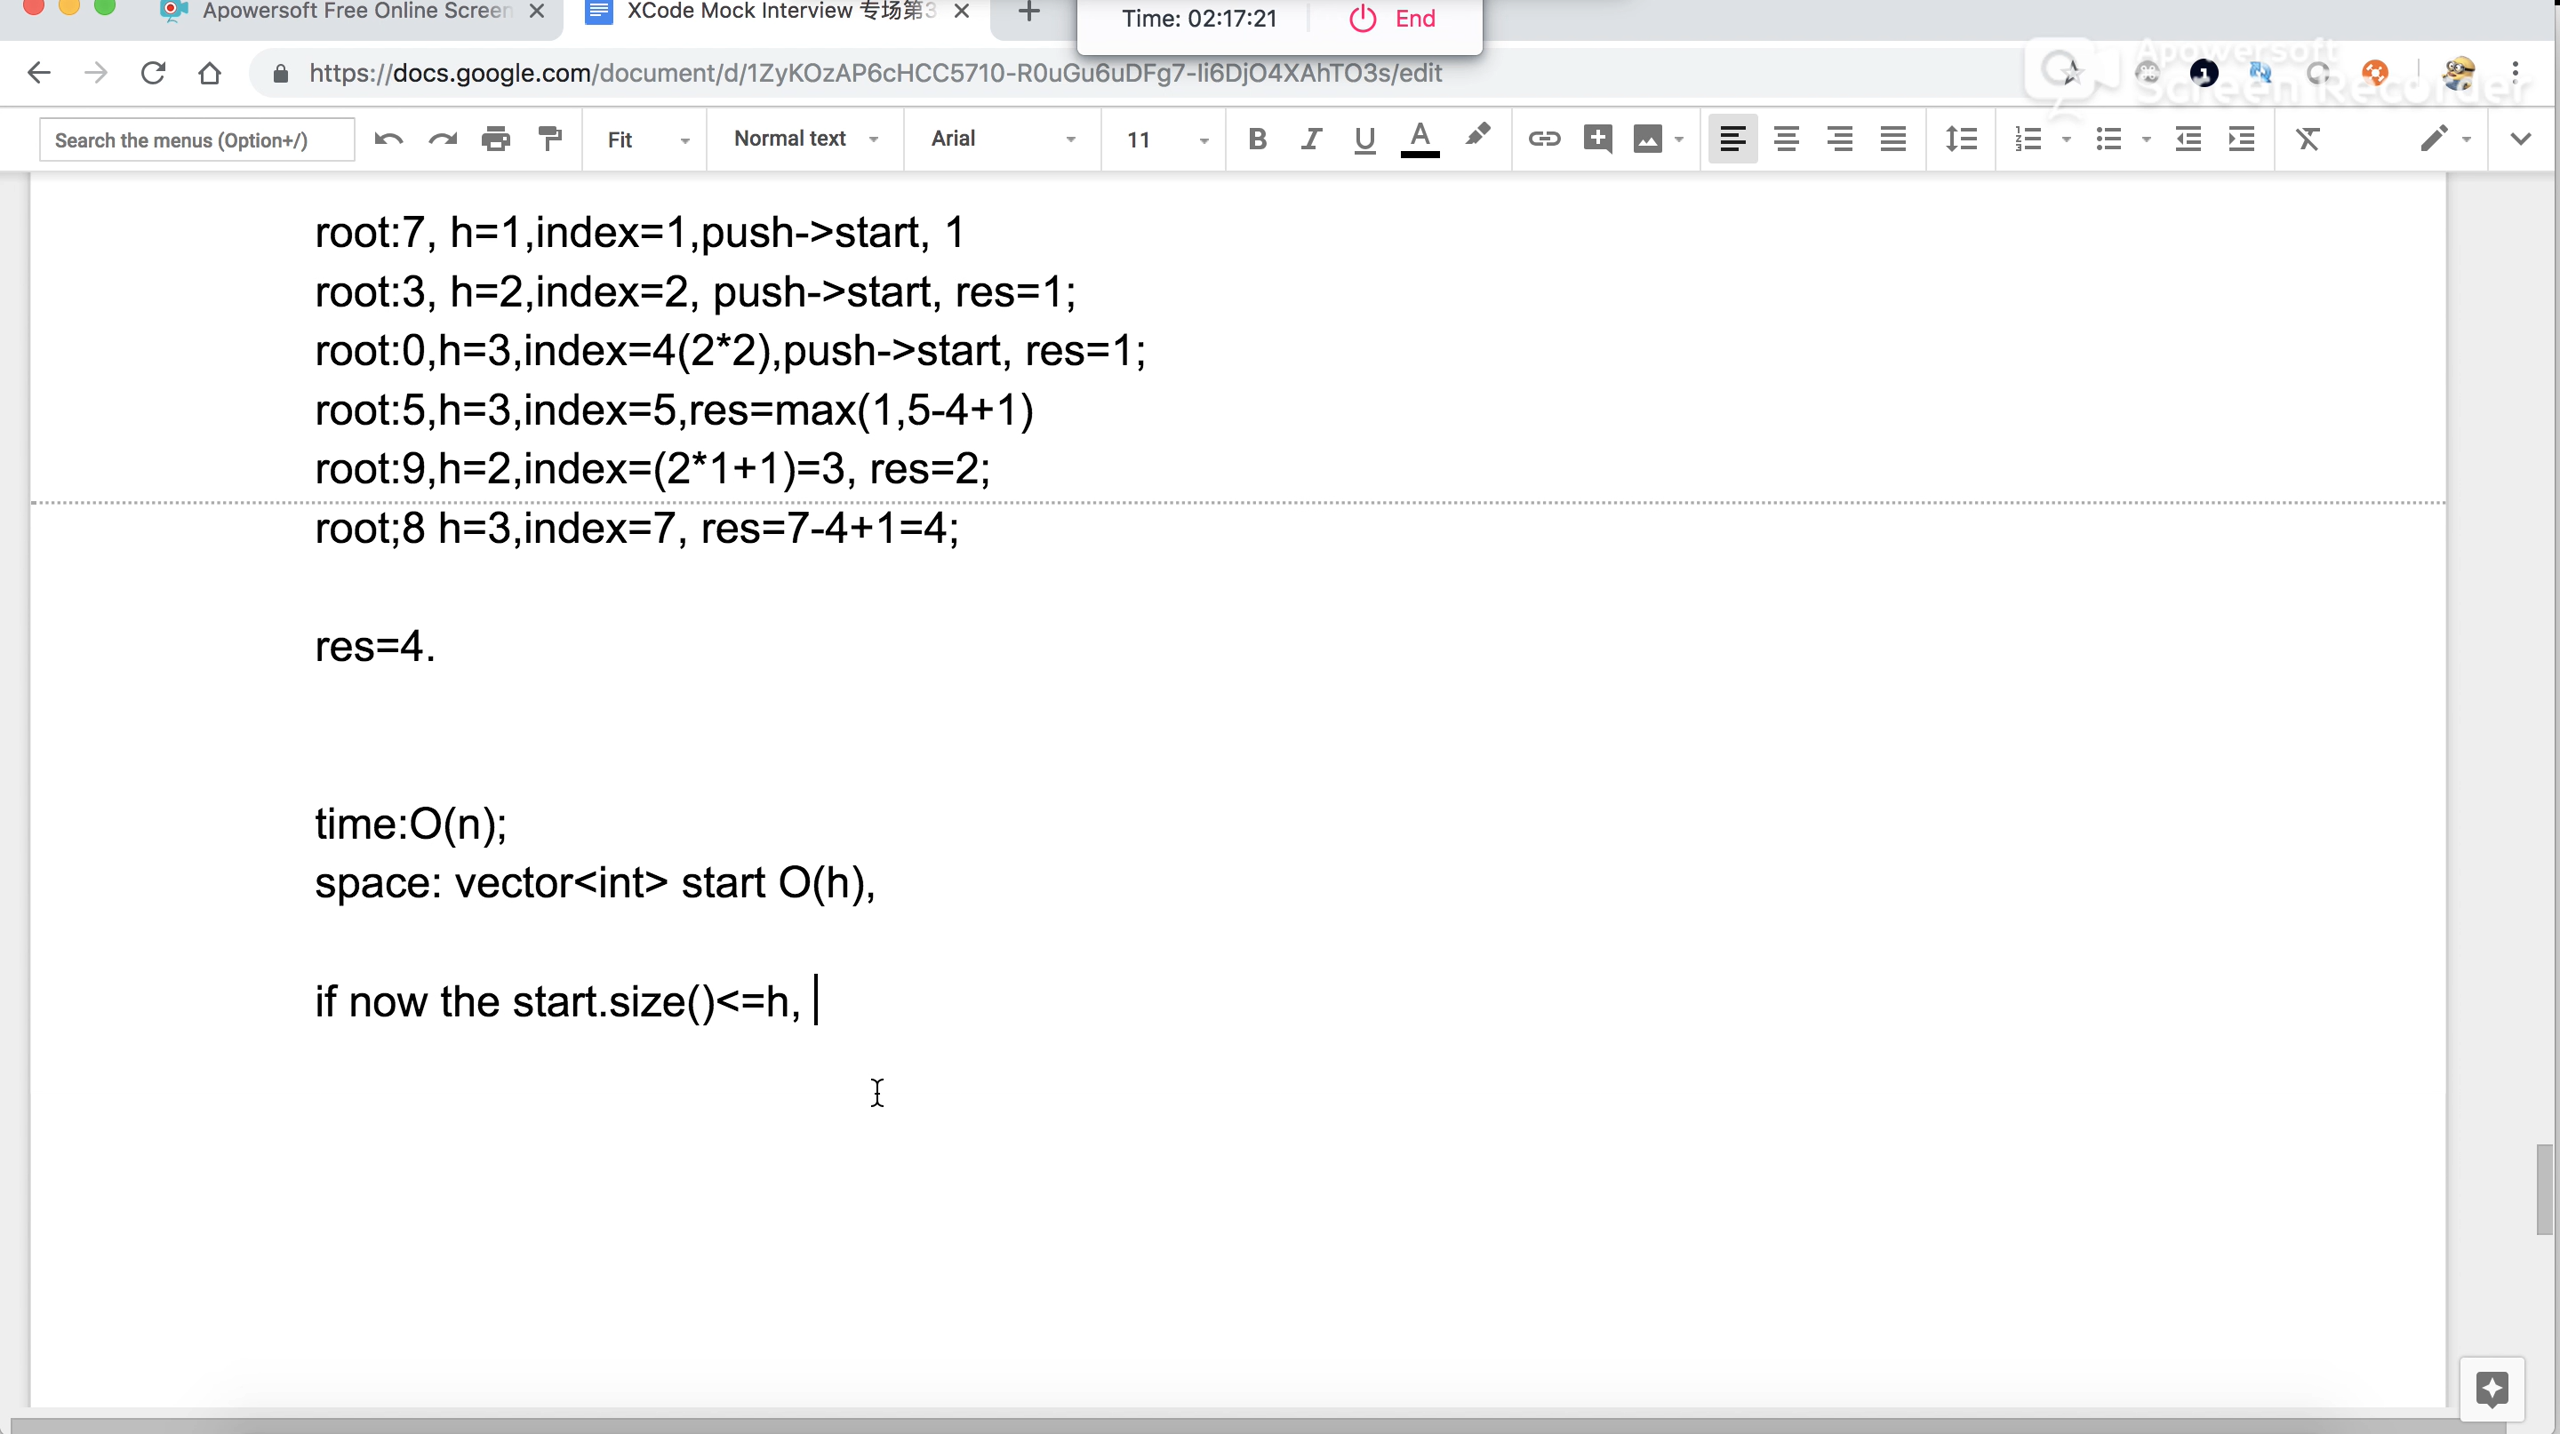 Apowersoft Free Online Screen
XCode Mock Interview 专场第3
Time: 02:17:21
End
https://docs.google.com/document/d/1ZyKOzAP6cHCC5710-R0uGu6uDFg7-Ii6DjO4XAhTO3s/edit
Apowersoft
Screen Recorder
Search the menus (Option+/)
Fit
Normal text
Arial
11
root:7, h=1,index=1,push->start, 1
root:3, h=2,index=2, push->start, res=1;
root:0,h=3,index=4(2*2),push->start, res=1;
root:5,h=3,index=5,res=max(1,5-4+1)
root:9,h=2,index=(2*1+1)=3, res=2;
root;8 h=3,index=7, res=7-4+1=4;
res=4.
time:O(n);
space: vector<int> start O(h),
if now the start.size()<=h,